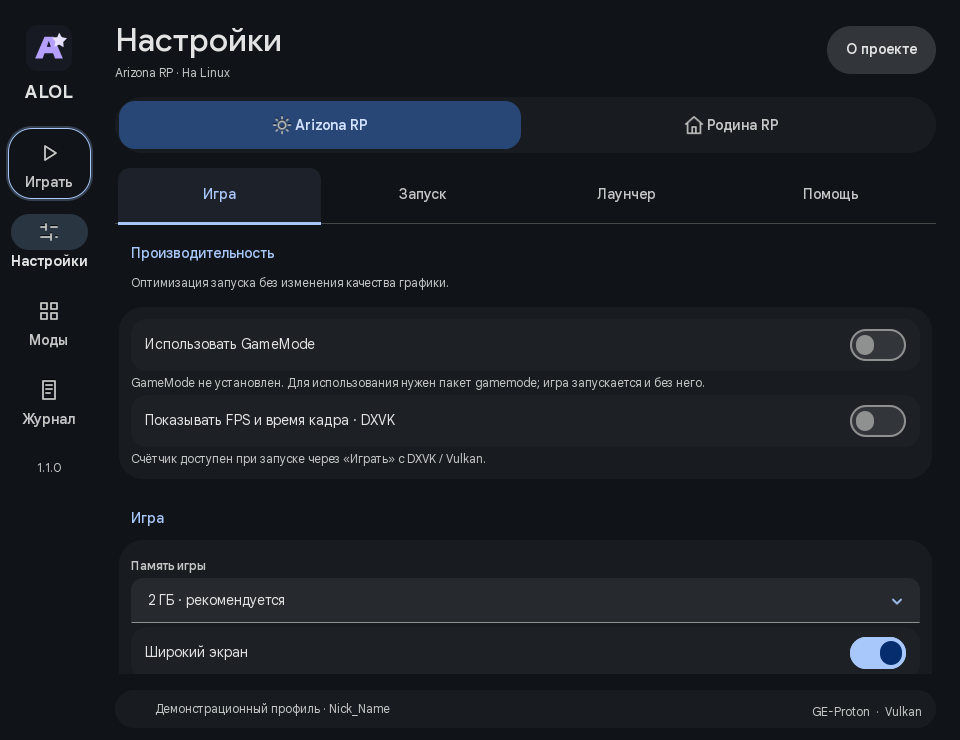 ALOL
Играть
Настройки
Моды
Журнал
1.1.0
Настройки
Arizona RP · На Linux
О проекте
Arizona RP
Родина RP
Игра
Запуск
Лаунчер
Помощь
Производительность
Оптимизация запуска без изменения качества графики.
Использовать GameMode
GameMode не установлен. Для использования нужен пакет gamemode; игра запускается и без него.
Показывать FPS и время кадра · DXVK
Счётчик доступен при запуске через «Играть» с DXVK / Vulkan.
Игра
Память игры
2 ГБ · рекомендуется
Широкий экран
Демонстрационный профиль · Nick_Name
GE-Proton · Vulkan